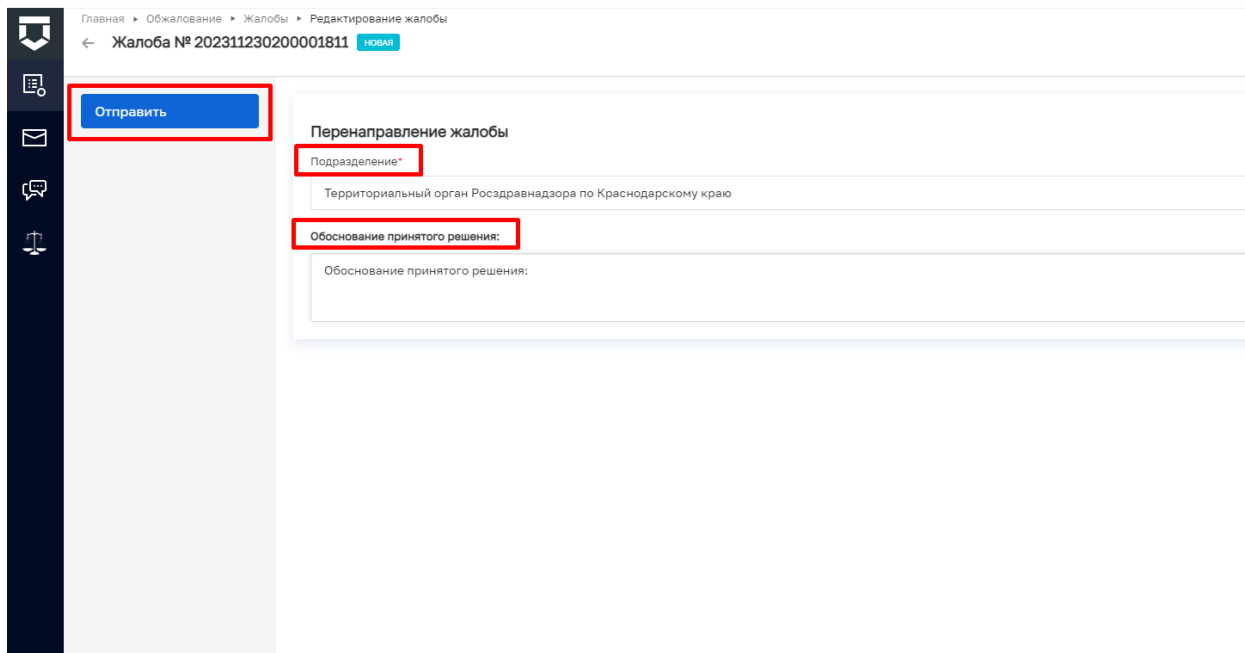 Главная ▸ Обжалование ▸ Жалобы ▸ Редактирование жалобы
← Жалоба № 202311230200001811 НОВАЯ
Отправить
Перенаправление жалобы
Подразделение*
Территориальный орган Росздравнадзора по Краснодарскому краю
Обоснование принятого решения:
Обоснование принятого решения: